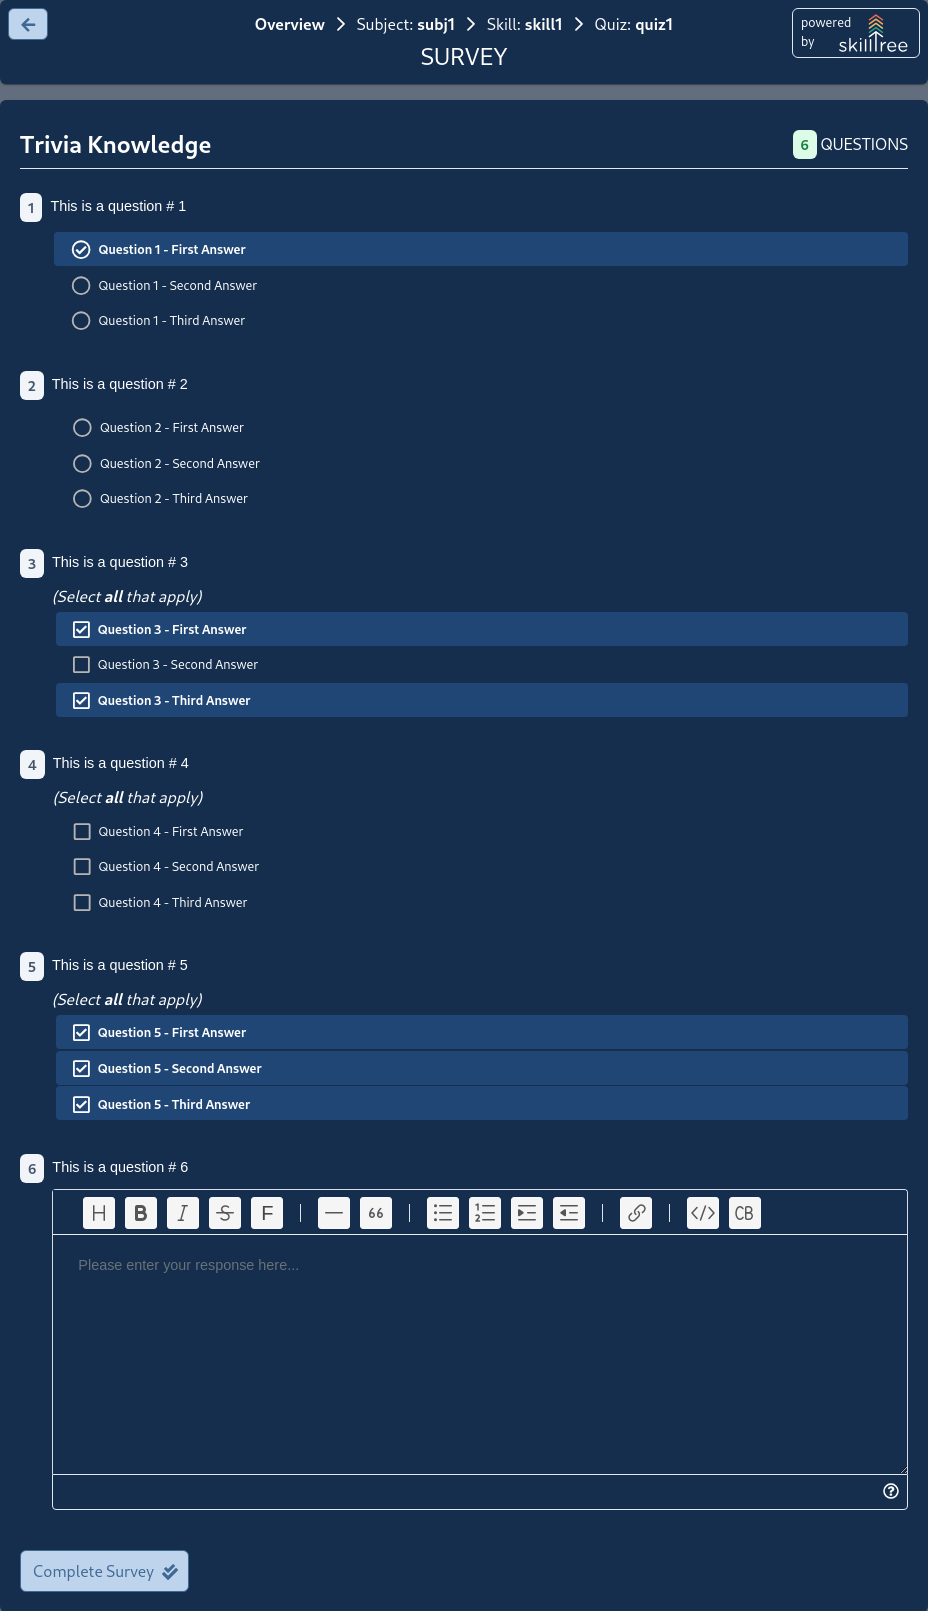 Overview > Subject: subj1 > Skill: skill1 > Quiz: quiz1
powered by skilltree
SURVEY
Trivia Knowledge
6 QUESTIONS
1 This is a question # 1
Question 1 - First Answer
Question 1 - Second Answer
Question 1 - Third Answer
2 This is a question # 2
Question 2 - First Answer
Question 2 - Second Answer
Question 2 - Third Answer
3 This is a question # 3
(Select all that apply)
Question 3 - First Answer
Question 3 - Second Answer
Question 3 - Third Answer
4 This is a question # 4
(Select all that apply)
Question 4 - First Answer
Question 4 - Second Answer
Question 4 - Third Answer
5 This is a question # 5
(Select all that apply)
Question 5 - First Answer
Question 5 - Second Answer
Question 5 - Third Answer
6 This is a question # 6
H B I S F — 66 </> CB
Please enter your response here...
Complete Survey